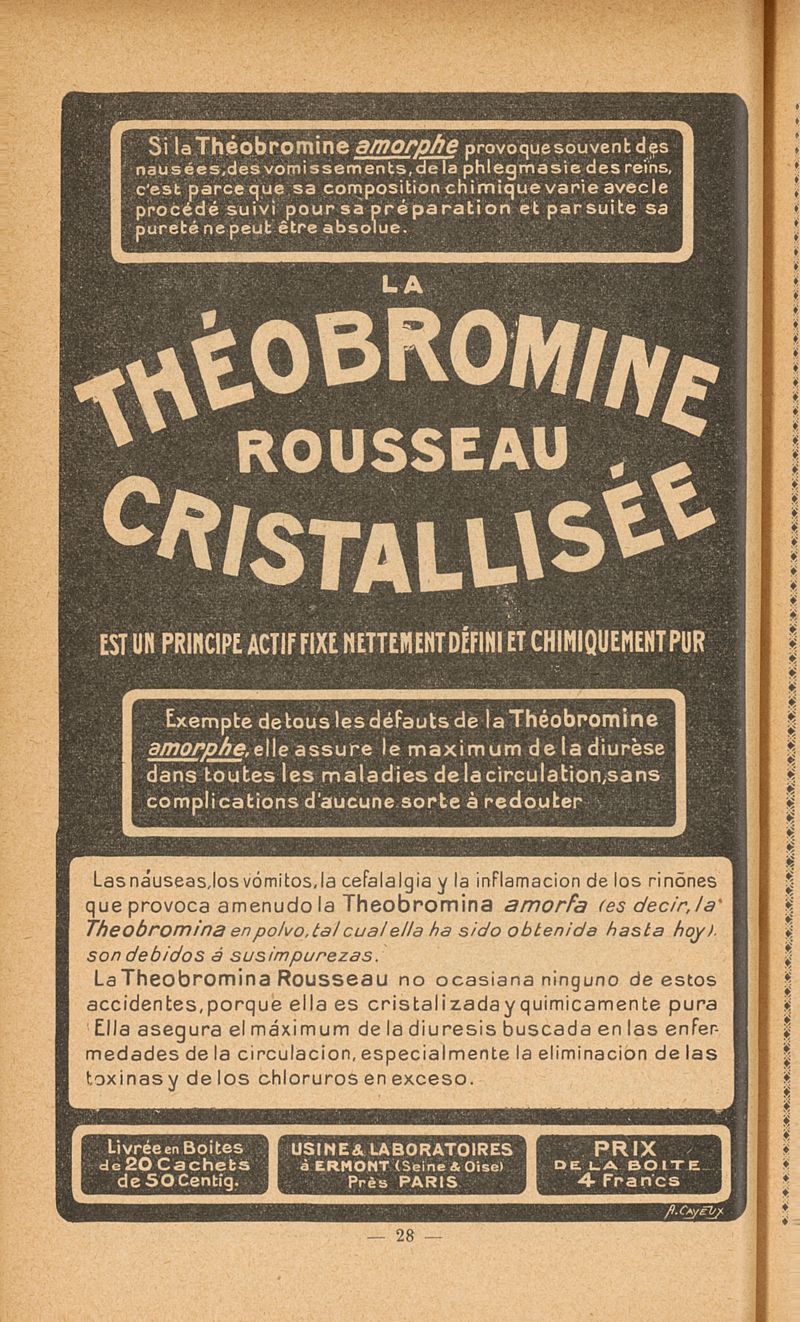 Si la Théobromine amorphe provoque souvent des
nausées, des vomissements, de la phlegmasie des reins,
c'est parce que sa composition chimique varie avec le
procédé suivi pour sa préparation et par suite sa
pureté ne peut être absolue.
LA
THÉOBROMINE
ROUSSEAU
CRISTALLISÉE
EST UN PRINCIPE ACTIF FIXE NETTEMENT DÉFINI ET CHIMIQUEMENT PUR
Exempte de tous les défauts de la Théobromine
amorphe, elle assure le maximum de la diurèse
dans toutes les maladies de la circulation, sans
complications d'aucune sorte à redouter
Las náuseas, los vómitos, la cefalalgia y la inflamacion de los rinōnes
que provoca amenudo la Theobromina amorfa (es decir, la
Theobromina en polvo, tal cual ella ha sido obtenida hasta hoy).
son debidos á sus impurezas.
La Theobromina Rousseau no ocasiana ninguno de estos
accidentes, porque ella es cristalizada y quimicamente pura
Ella asegura el máximum de la diuresis buscada en las enfer-
medades de la circulacion, especialmente la eliminación de las
toxinas y de los chloruros en exceso.
Livrée en Boites
de 20 Cachets
de 50 Centig.
USINE & LABORATOIRES
à ERMONT (Seine & Oise)
Près PARIS
PRIX
DE LA BOITE
4 Francs
A. CAYEUX
— 28 —